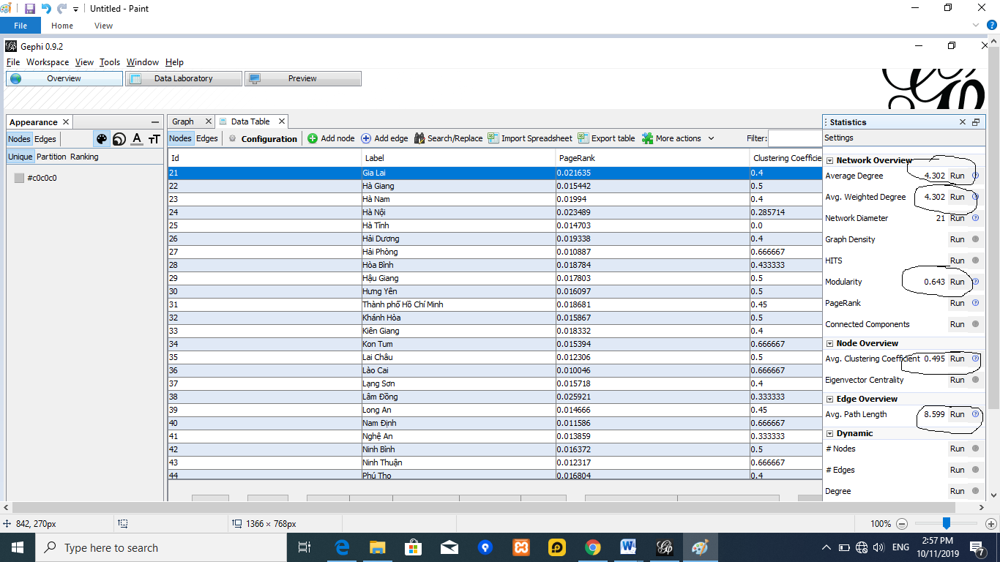 Untitled - Paint
File Home View
Gephi 0.9.2
File Workspace View Tools Window Help
Overview Data Laboratory Preview
Appearance
Nodes Edges
Unique Partition Ranking
#c0c0c0
Graph Data Table
Nodes Edges Configuration Add node Add edge Search/Replace Import Spreadsheet Export table More actions Filter:
Id Label PageRank Clustering Coefficie
21 Gia Lai 0.021635 0.4
22 Hà Giang 0.015442 0.5
23 Hà Nam 0.01994 0.4
24 Hà Nội 0.023489 0.285714
25 Hà Tĩnh 0.014703 0.0
26 Hải Dương 0.019338 0.4
27 Hải Phòng 0.010887 0.666667
28 Hòa Bình 0.018784 0.433333
29 Hậu Giang 0.017803 0.5
30 Hưng Yên 0.016097 0.5
31 Thành phố Hồ Chí Minh 0.018681 0.45
32 Khánh Hòa 0.015867 0.5
33 Kiên Giang 0.018332 0.4
34 Kon Tum 0.015394 0.666667
35 Lai Châu 0.012306 0.5
36 Lào Cai 0.010046 0.666667
37 Lạng Sơn 0.015718 0.4
38 Lâm Đồng 0.025921 0.333333
39 Long An 0.014666 0.45
40 Nam Định 0.011586 0.666667
41 Nghệ An 0.013859 0.333333
42 Ninh Bình 0.016372 0.5
43 Ninh Thuận 0.012317 0.666667
44 Phú Thọ 0.016804 0.4
Statistics
Settings
Network Overview
Average Degree 4.302 Run
Avg. Weighted Degree 4.302 Run
Network Diameter 21 Run
Graph Density Run
HITS Run
Modularity 0.643 Run
PageRank Run
Connected Components Run
Node Overview
Avg. Clustering Coefficient 0.495 Run
Eigenvector Centrality Run
Edge Overview
Avg. Path Length 8.599 Run
Dynamic
# Nodes Run
# Edges Run
Degree Run
842, 270px 1366 × 768px 100%
Type here to search ENG 2:57 PM
10/11/2019 7